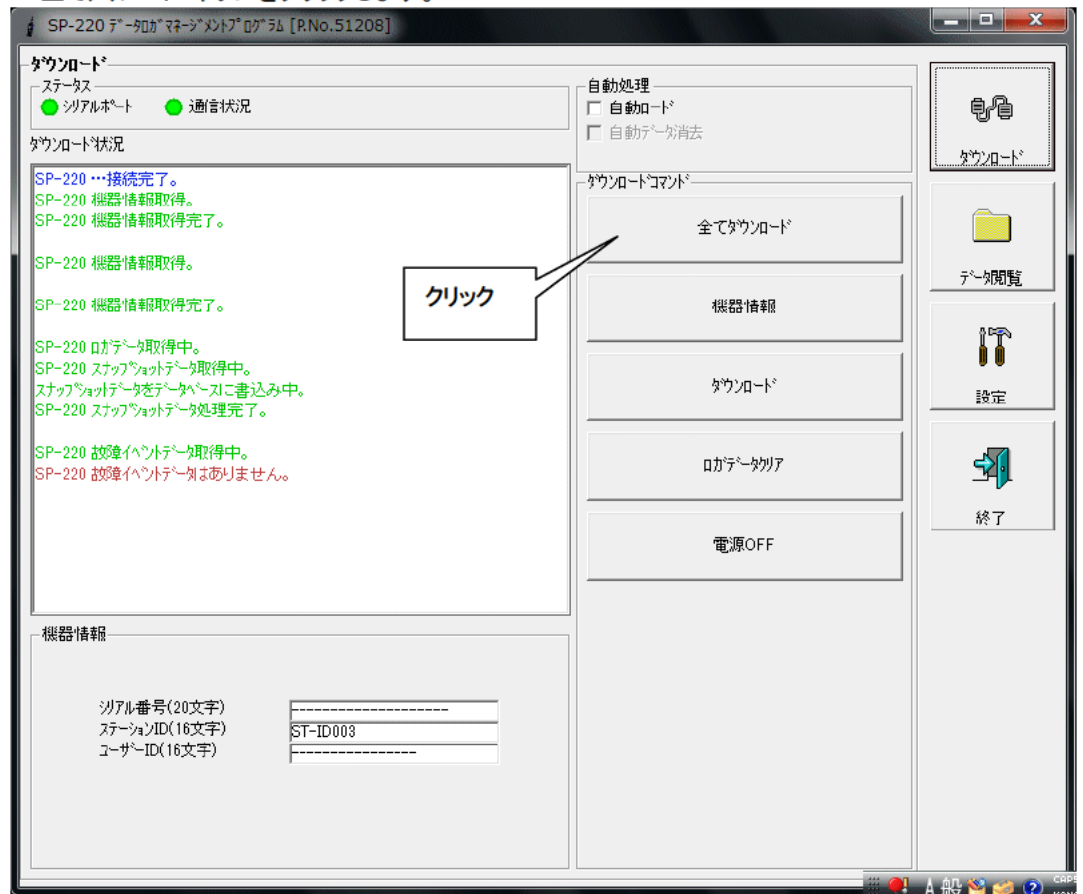 SP-220 ﾃﾞｰﾀﾛｶﾞﾏﾈｰｼﾞﾒﾝﾄﾌﾟﾛｸﾞﾗﾑ [P.No.51208]
ﾀﾞｳﾝﾛｰﾄﾞ
ｽﾃｰﾀｽ
ｼﾘｱﾙﾎﾟｰﾄ 通信状況
ﾀﾞｳﾝﾛｰﾄﾞ状況
SP-220 …接続完了。
SP-220 機器情報取得。
SP-220 機器情報取得完了。
SP-220 機器情報取得。
SP-220 機器情報取得完了。
SP-220 ﾛｶﾞﾃﾞｰﾀ取得中。
SP-220 ｽﾅｯﾌﾟｼｮｯﾄﾃﾞｰﾀ取得中。
ｽﾅｯﾌﾟｼｮｯﾄﾃﾞｰﾀをﾃﾞｰﾀﾍﾞｰｽに書込み中。
SP-220 ｽﾅｯﾌﾟｼｮｯﾄﾃﾞｰﾀ処理完了。
SP-220 故障ｲﾍﾞﾝﾄﾃﾞｰﾀ取得中。
SP-220 故障ｲﾍﾞﾝﾄﾃﾞｰﾀはありません。
自動処理
自動ﾛｰﾄﾞ
自動ﾃﾞｰﾀ消去
ﾀﾞｳﾝﾛｰﾄﾞｺﾏﾝﾄﾞ
全てﾀﾞｳﾝﾛｰﾄﾞ
クリック
機器情報
ﾀﾞｳﾝﾛｰﾄﾞ
ﾛｶﾞﾃﾞｰﾀｸﾘｱ
電源OFF
ﾀﾞｳﾝﾛｰﾄﾞ
ﾃﾞｰﾀ閲覧
設定
終了
機器情報
ｼﾘｱﾙ番号(20文字) --------------------
ｽﾃｰｼｮﾝID(16文字) ST-ID003
ﾕｰｻﾞｰID(16文字) ----------------
A 般 CAPS